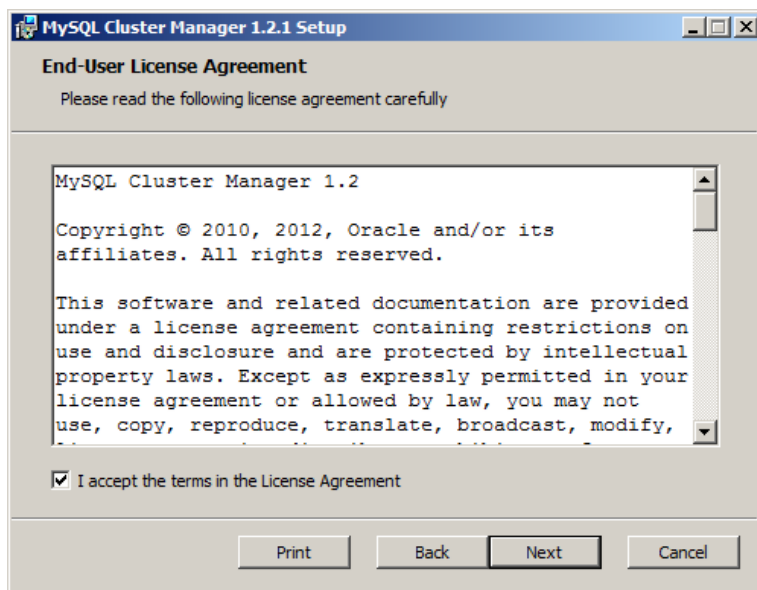 MySQL Cluster Manager 1.2.1 Setup
End-User License Agreement
Please read the following license agreement carefully
MySQL Cluster Manager 1.2
Copyright © 2010, 2012, Oracle and/or its
affiliates. All rights reserved.
This software and related documentation are provided
under a license agreement containing restrictions on
use and disclosure and are protected by intellectual
property laws. Except as expressly permitted in your
license agreement or allowed by law, you may not
use, copy, reproduce, translate, broadcast, modify,
I accept the terms in the License Agreement
Print
Back
Next
Cancel